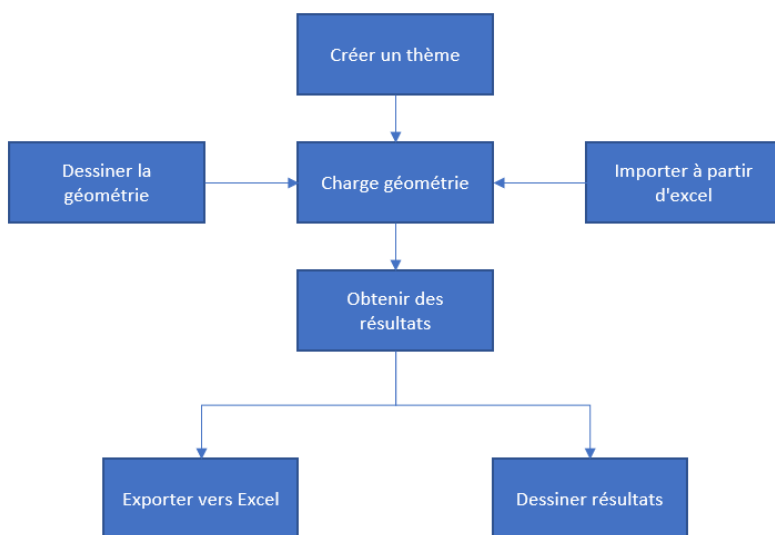 Créer un thème
Dessiner la
géométrie
Charge géométrie
Importer à partir
d'excel
Obtenir des
résultats
Exporter vers Excel
Dessiner résultats